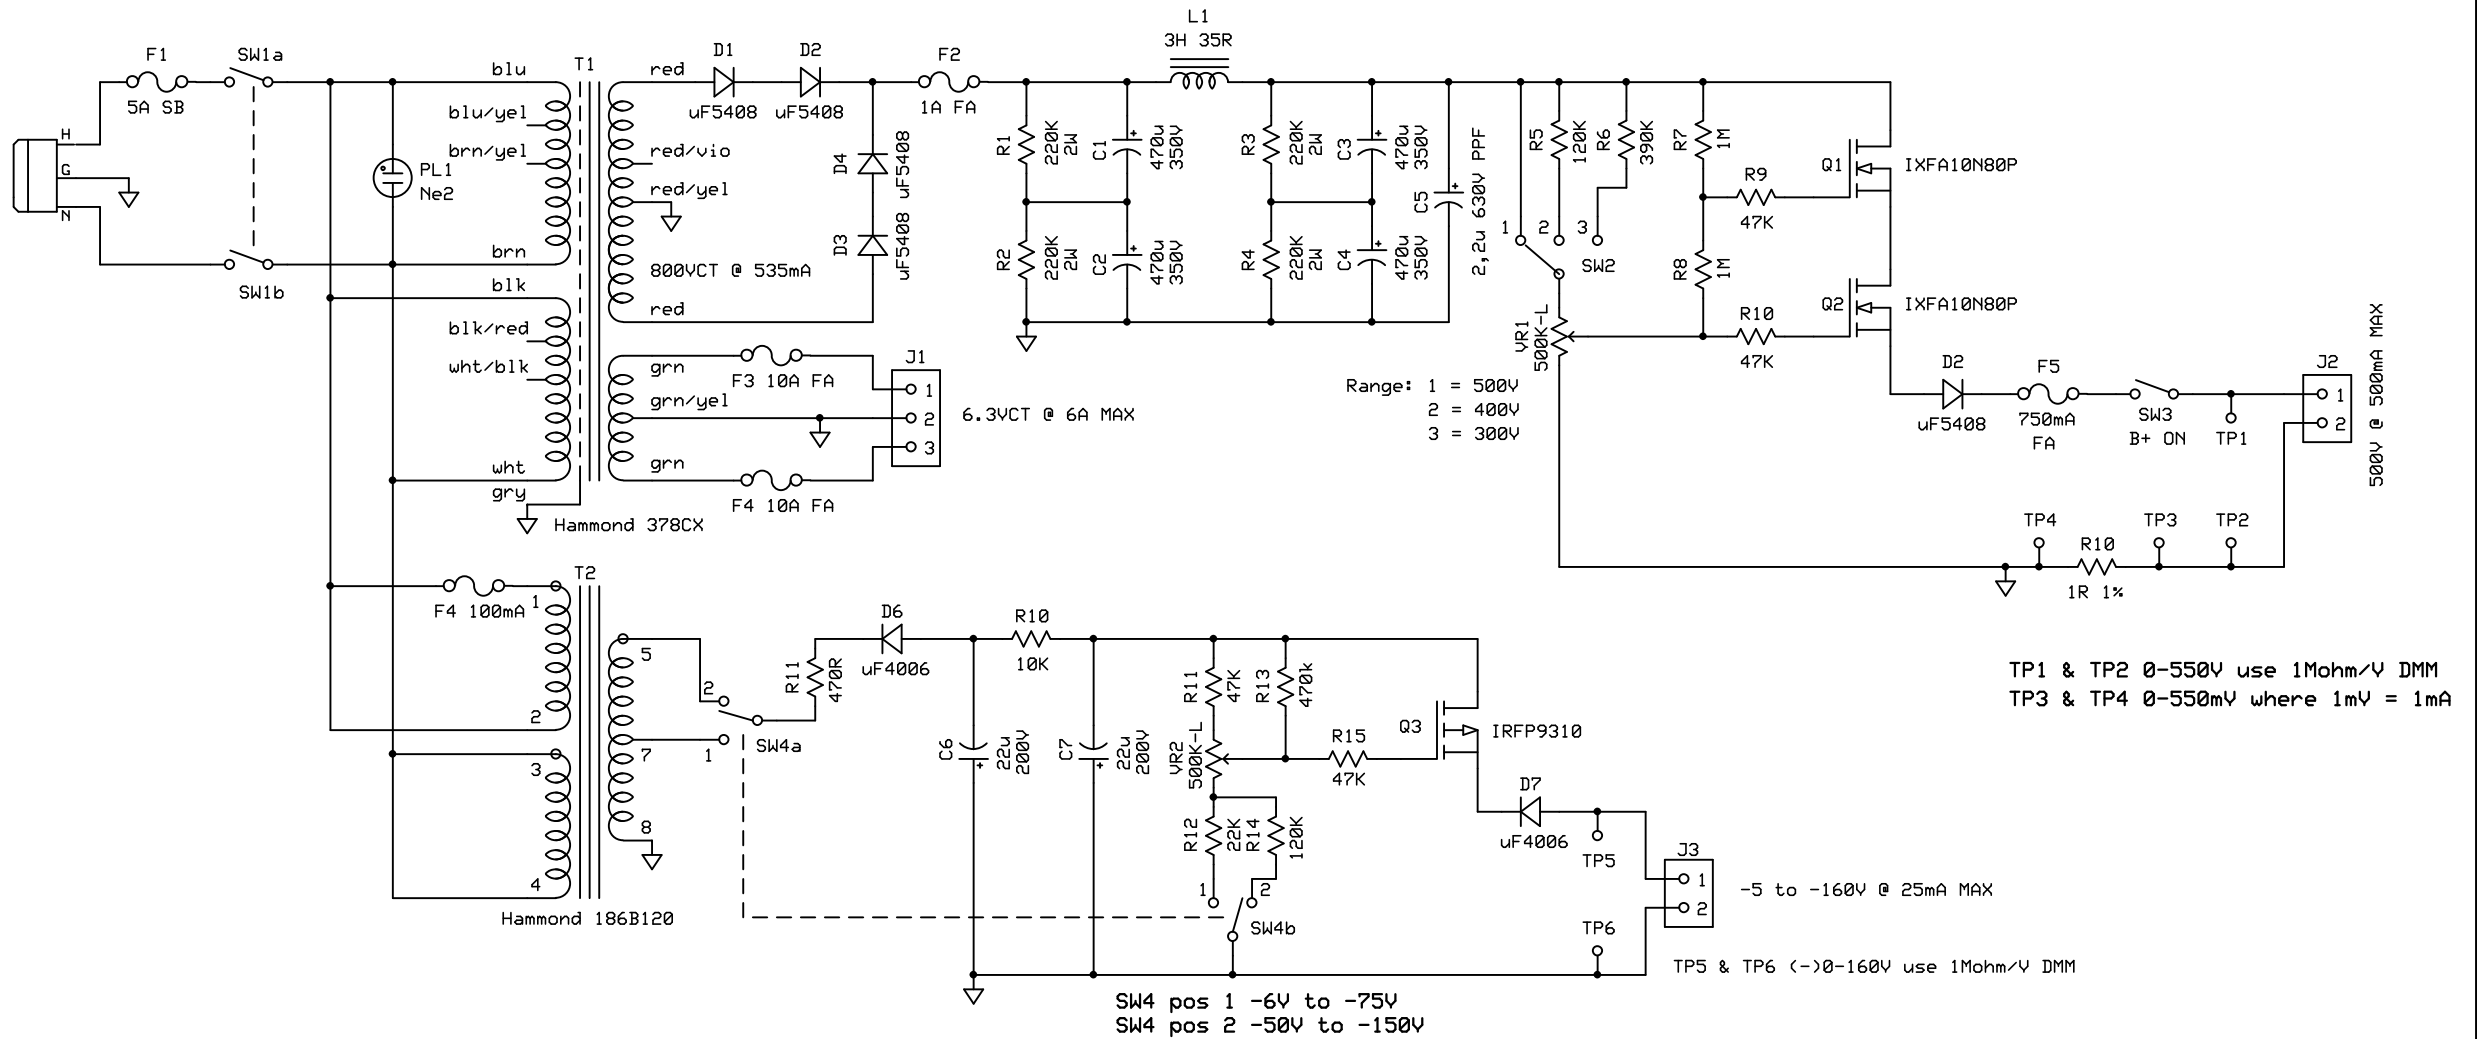 F1
5A SB
SW1a
SW1b
H
G
N
PL1
Ne2
T1
blu
blu/yel
brn/yel
brn
blk
blk/red
wht/blk
wht
gry
Hammond 378CX
red
red/vio
red/yel
800VCT @ 535mA
red
grn
grn/yel
grn
D1
uF5408
D2
uF5408
D4
uF5408
D3
uF5408
F2
1A FA
F3 10A FA
F4 10A FA
J1
1
2
3
6.3VCT @ 6A MAX
R1
220K
2W
R2
220K
2W
C1
470u
350V
C2
470u
350V
L1
3H 35R
R3
220K
2W
R4
220K
2W
C3
470u
350V
C4
470u
350V
C5
2,2u 630V PPF
R5
120K
R6
390K
R7
1M
R8
1M
1
2
3
SW2
VR1
500K-L
Range: 1 = 500V
2 = 400V
3 = 300V
R9
47K
R10
47K
Q1
IXFA10N80P
Q2
IXFA10N80P
D2
uF5408
F5
750mA
FA
SW3
B+ ON
TP1
J2
1
2
500V @ 500mA MAX
TP4
R10
1R 1%
TP3
TP2
TP1 & TP2 0-550V use 1Mohm/V DMM
TP3 & TP4 0-550mV where 1mV = 1mA
T2
F4 100mA
1
2
3
4
5
7
8
Hammond 186B120
2
1
SW4a
R11
470R
D6
uF4006
R10
10K
C6
22u
200V
C7
22u
200V
R11
47K
R13
470k
VR2
500K-L
R12
22K
R14
120K
1
2
SW4b
R15
47K
Q3
IRFP9310
D7
uF4006
TP5
TP6
J3
1
2
-5 to -160V @ 25mA MAX
TP5 & TP6 (-)0-160V use 1Mohm/V DMM
SW4 pos 1 -6V to -75V
SW4 pos 2 -50V to -150V